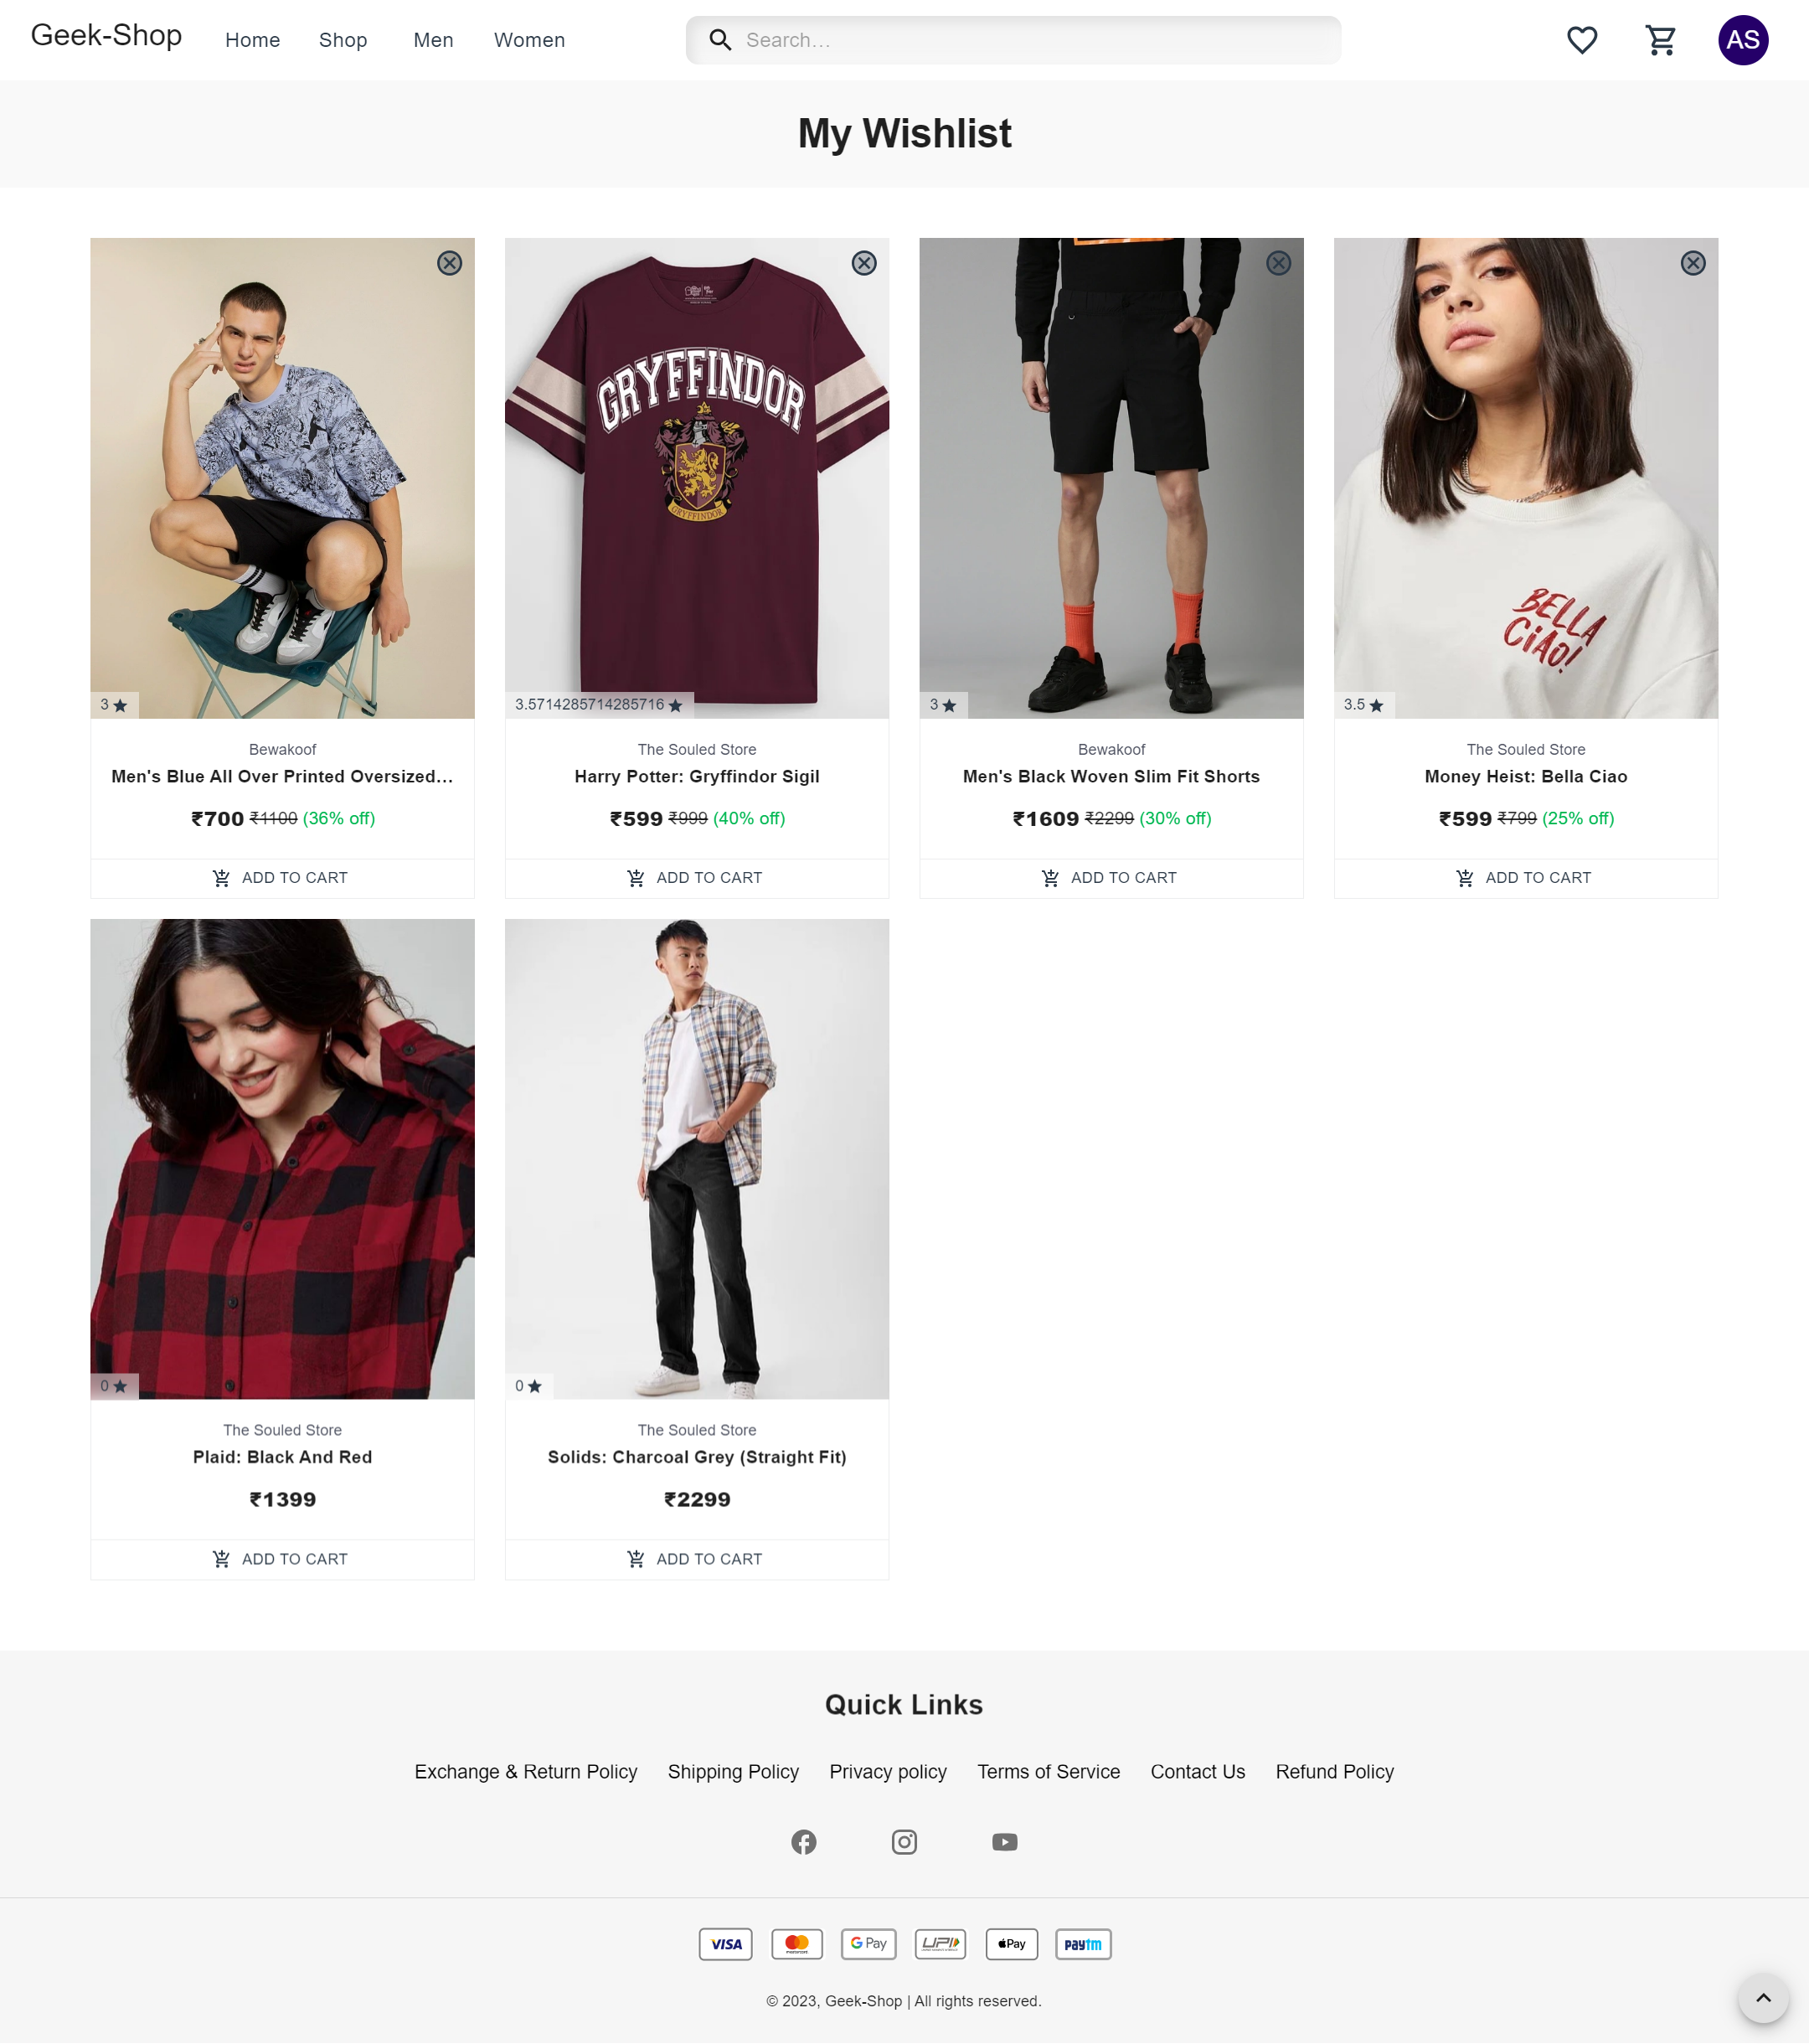 Geek-Shop Home Shop Men Women Search... AS
My Wishlist
GRYFFINDOR
GRYFFINDOR
BELLA
CiAO!
3 3.5714285714285716 3 3.5
Bewakoof The Souled Store Bewakoof The Souled Store
Men's Blue All Over Printed Oversized... Harry Potter: Gryffindor Sigil Men's Black Woven Slim Fit Shorts Money Heist: Bella Ciao
₹700 ₹1100 (36% off) ₹599 ₹999 (40% off) ₹1609 ₹2299 (30% off) ₹599 ₹799 (25% off)
ADD TO CART ADD TO CART ADD TO CART ADD TO CART
0 0
The Souled Store The Souled Store
Plaid: Black And Red Solids: Charcoal Grey (Straight Fit)
₹1399 ₹2299
ADD TO CART ADD TO CART
Quick Links
Exchange & Return Policy Shipping Policy Privacy policy Terms of Service Contact Us Refund Policy
VISA mastercard G Pay UPI Pay paytm
© 2023, Geek-Shop | All rights reserved.